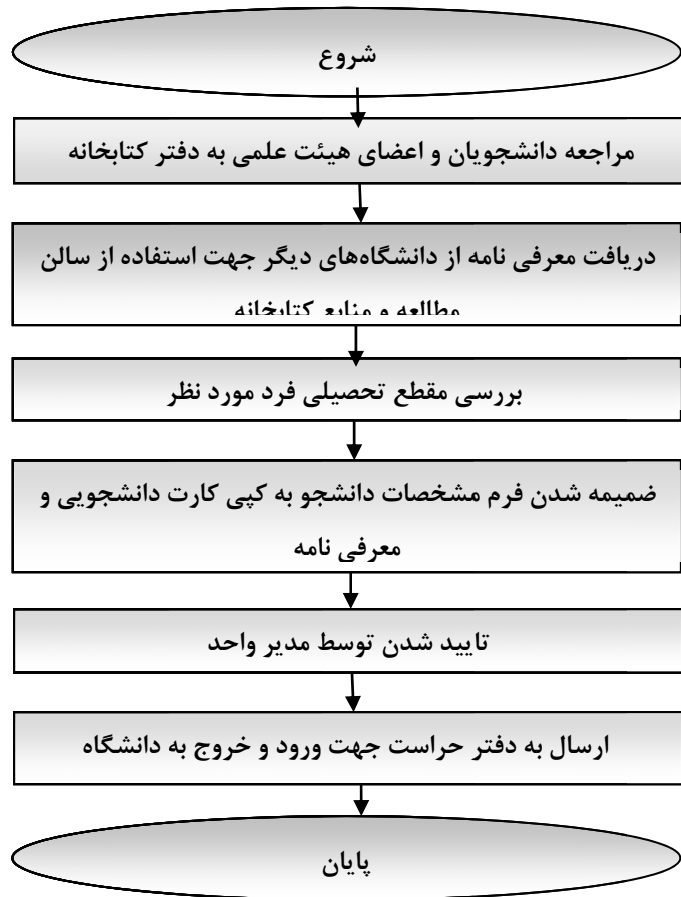 شروع
مراجعه دانشجویان و اعضای هیئت علمی به دفتر کتابخانه
دریافت معرفی نامه از دانشگاه‌های دیگر جهت استفاده از سالن
مطالعه و منابع کتابخانه
بررسی مقطع تحصیلی فرد مورد نظر
ضمیمه شدن فرم مشخصات دانشجو به کپی کارت دانشجویی و
معرفی نامه
تایید شدن توسط مدیر واحد
ارسال به دفتر حراست جهت ورود و خروج به دانشگاه
پایان